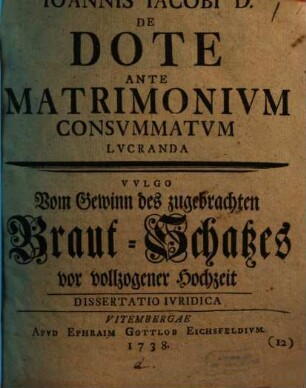 IOANNIS IACOBI D.
DE
DOTE
ANTE
MATRIMONIVM
CONSVMMATVM
LVCRANDA
VVLGO
Vom Gewinn des zugebrachten
Braut-Schatzes
vor vollzogener Hochzeit
DISSERTATIO IVRIDICA
VITEMBERGAE
APVD EPHRAIM GOTTLOB EICHSFELDIVM.
1738.
(12)